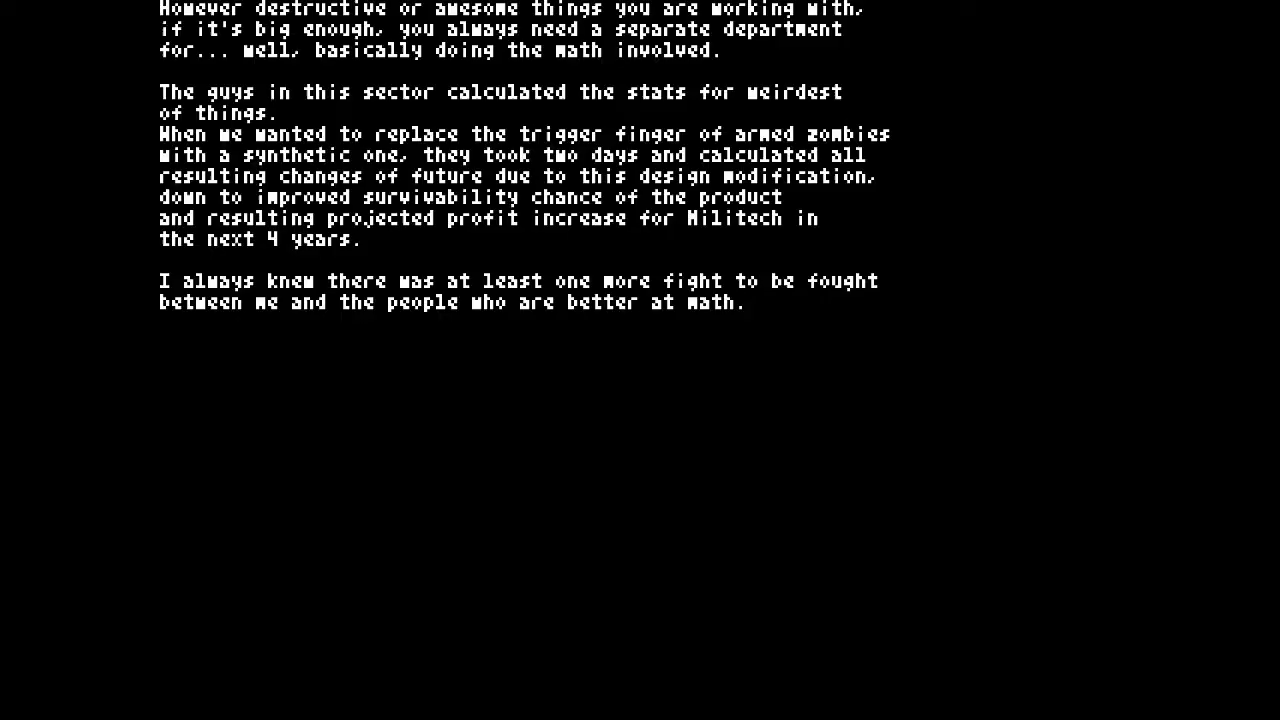 However destructive or awesome things you are working with,
if it's big enough, you always need a separate department
for... well, basically doing the math involved.
The guys in this sector calculated the stats for weirdest
of things.
When we wanted to replace the trigger finger of armed zombies
with a synthetic one, they took two days and calculated all
resulting changes of future due to this design modification,
down to improved survivability chance of the product
and resulting projected profit increase for Militech in
the next 4 years.
I always knew there was at least one more fight to be fought
between me and the people who are better at math.